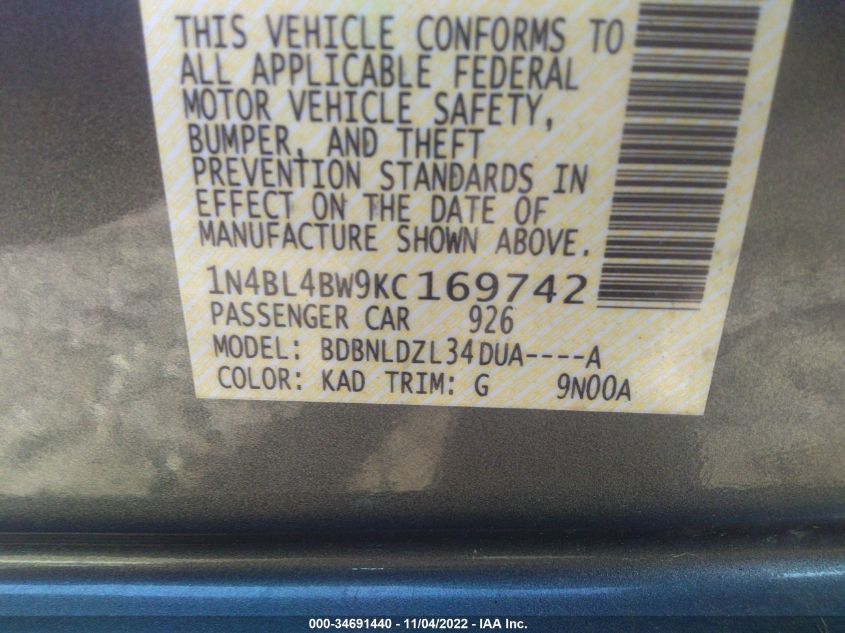 THIS VEHICLE CONFORMS TO
ALL APPLICABLE FEDERAL
MOTOR VEHICLE SAFETY,
BUMPER, AND THEFT
PREVENTION STANDARDS IN
EFFECT ON THE DATE OF
MANUFACTURE SHOWN ABOVE.
1N4BL4BW9KC169742
PASSENGER CAR 926
MODEL: BDBNLDZL34DUA----A
COLOR: KAD TRIM: G 9N00A
000-34691440 - 11/04/2022 - IAA Inc.